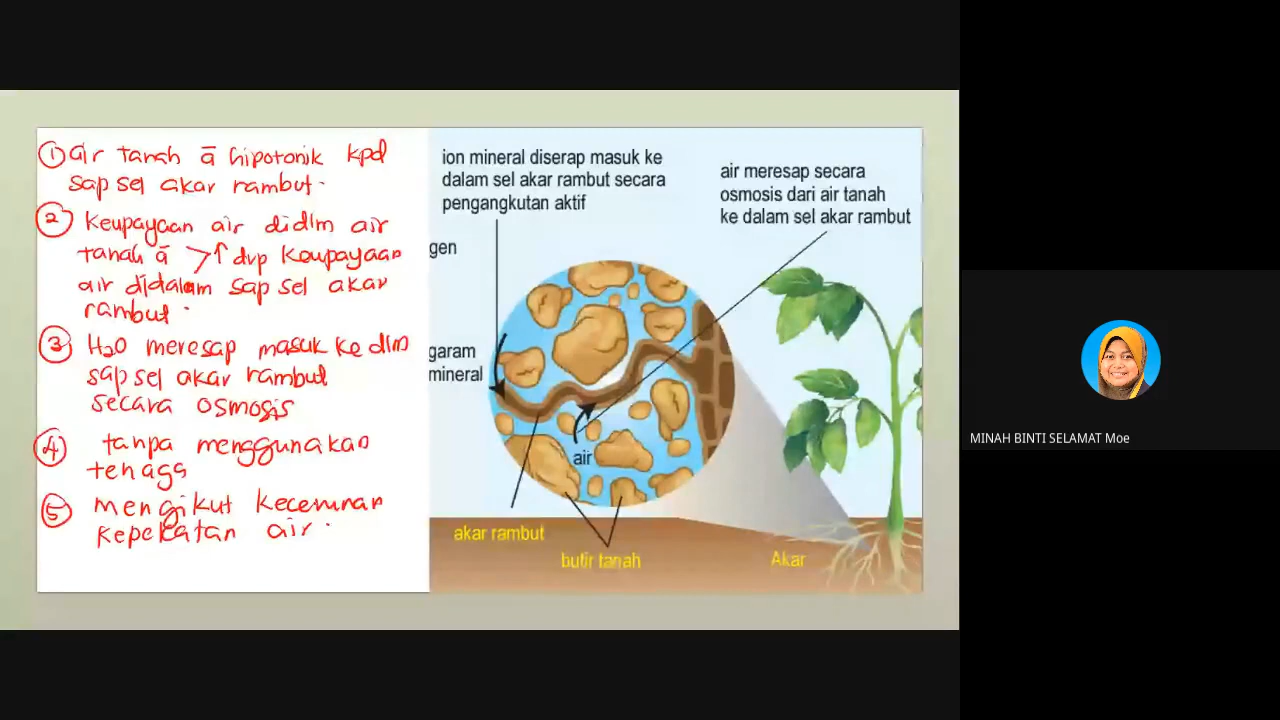 ① air tanah ā hipotonik kpd
sap sel akar rambut.
② Keupayaan air didlm air
tanah ā >↑ drp keupayaan
air didalam sap sel akar
rambut.
③ H₂O meresap masuk ke dlm
sap sel akar rambut
secara osmosis
④ tanpa menggunakan
tenaga
⑤ mengikut kecerunan
kepekatan air.
ion mineral diserap masuk ke
dalam sel akar rambut secara
pengangkutan aktif
gen
garam
mineral
air meresap secara
osmosis dari air tanah
ke dalam sel akar rambut
air
akar rambut
butir tanah
Akar
MINAH BINTI SELAMAT Moe